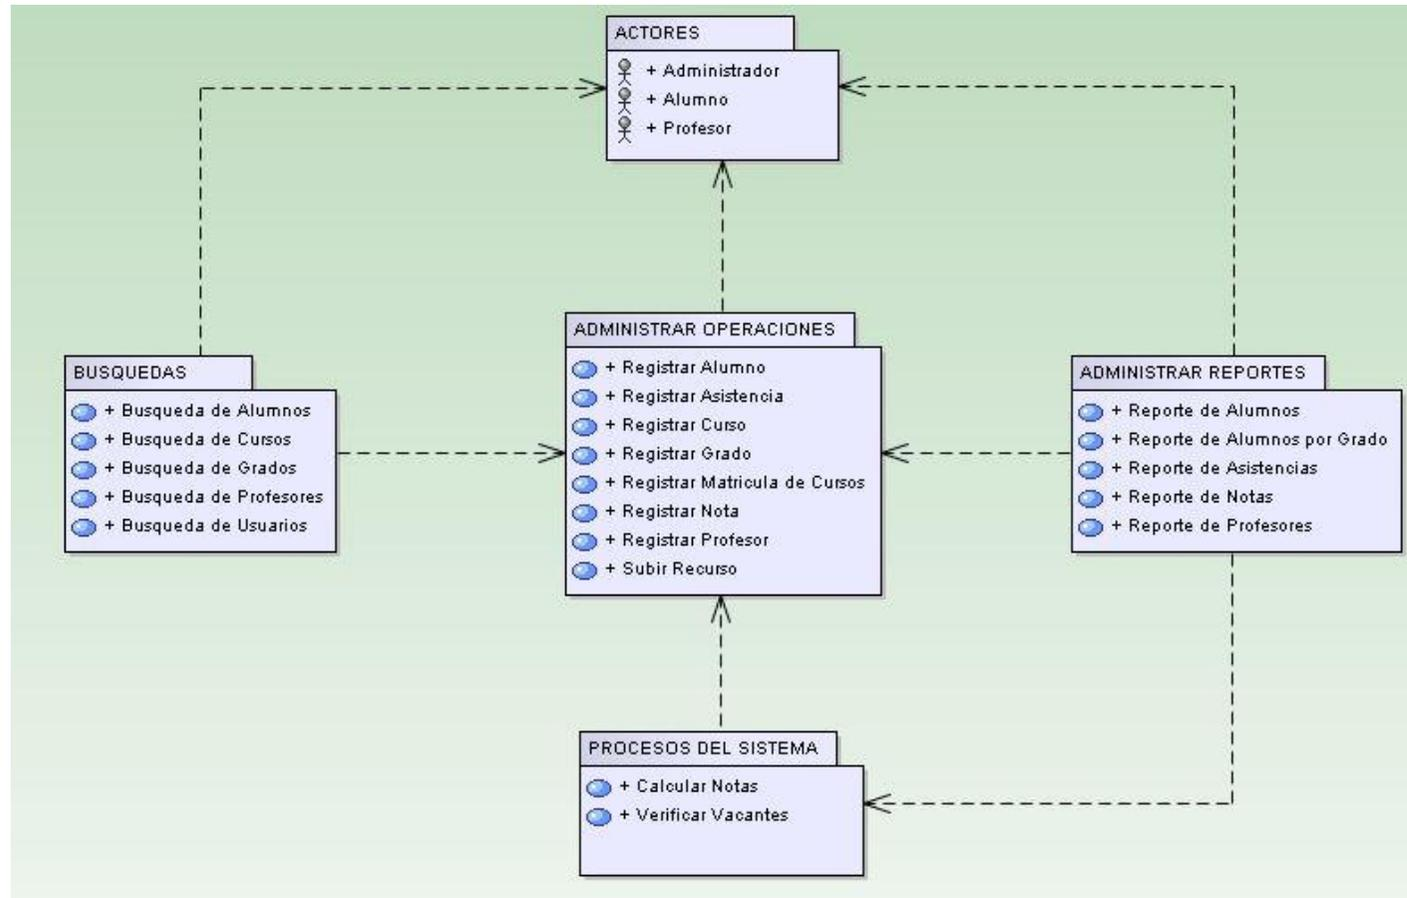 ACTORES
+ Administrador
+ Alumno
+ Profesor
BUSQUEDAS
+ Busqueda de Alumnos
+ Busqueda de Cursos
+ Busqueda de Grados
+ Busqueda de Profesores
+ Busqueda de Usuarios
ADMINISTRAR OPERACIONES
+ Registrar Alumno
+ Registrar Asistencia
+ Registrar Curso
+ Registrar Grado
+ Registrar Matricula de Cursos
+ Registrar Nota
+ Registrar Profesor
+ Subir Recurso
ADMINISTRAR REPORTES
+ Reporte de Alumnos
+ Reporte de Alumnos por Grado
+ Reporte de Asistencias
+ Reporte de Notas
+ Reporte de Profesores
PROCESOS DEL SISTEMA
+ Calcular Notas
+ Verificar Vacantes